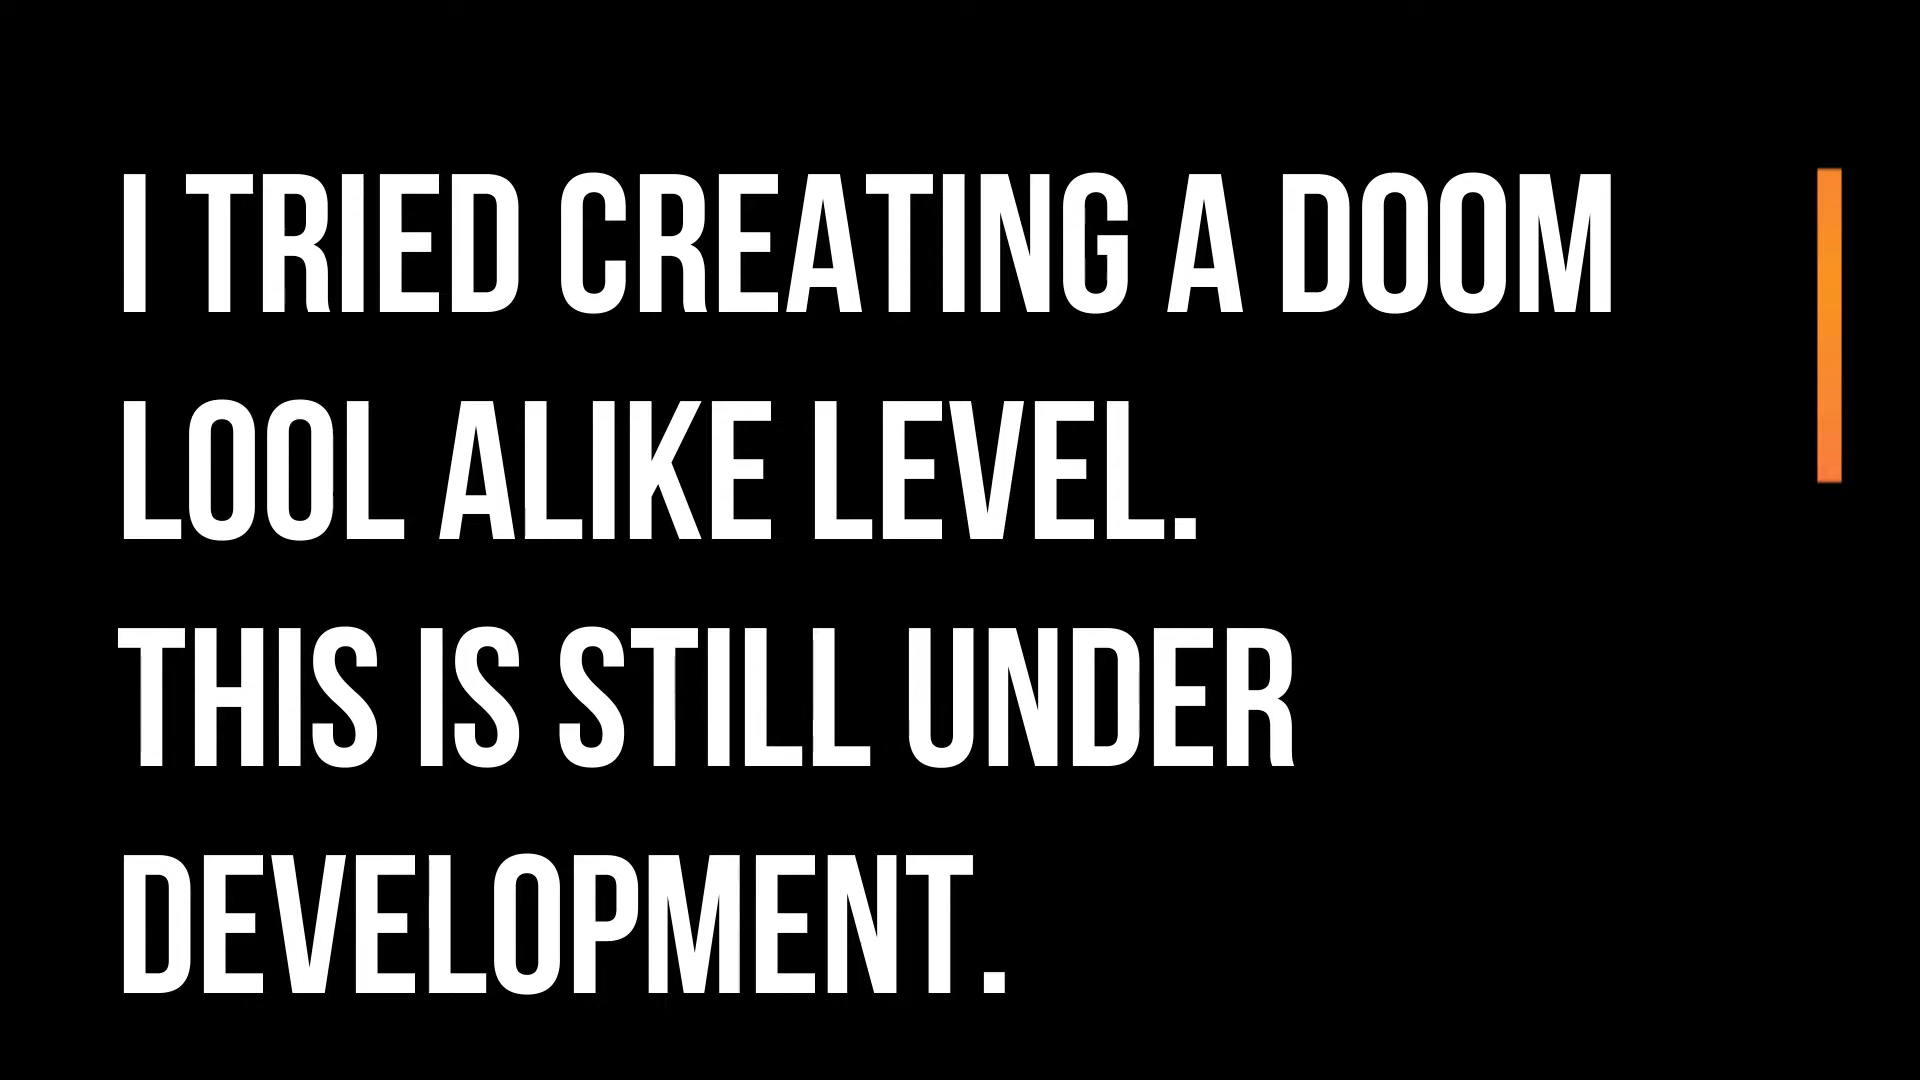 I TRIED CREATING A DOOM
LOOL ALIKE LEVEL.
THIS IS STILL UNDER
DEVELOPMENT.